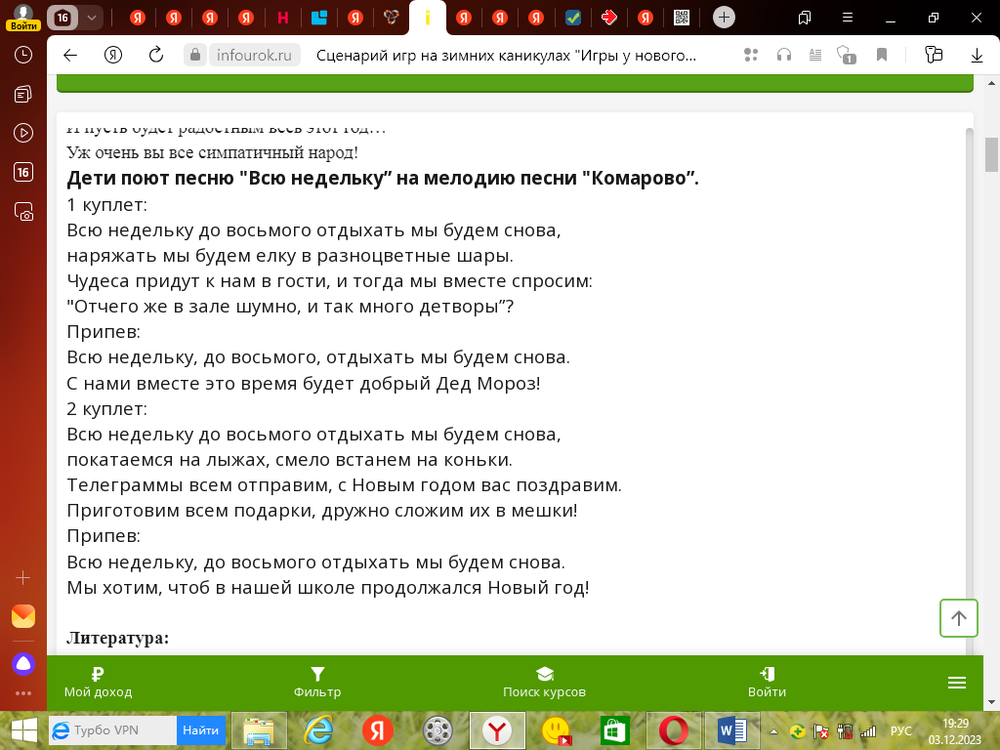 16
Войти
infourok.ru
Сценарий игр на зимних каникулах "Игры у нового...
1
16
И пусть будет радостным весь этот год…
Уж очень вы все симпатичный народ!
Дети поют песню "Всю недельку” на мелодию песни "Комарово”.
1 куплет:
Всю недельку до восьмого отдыхать мы будем снова,
наряжать мы будем елку в разноцветные шары.
Чудеса придут к нам в гости, и тогда мы вместе спросим:
"Отчего же в зале шумно, и так много детворы”?
Припев:
Всю недельку, до восьмого, отдыхать мы будем снова.
С нами вместе это время будет добрый Дед Мороз!
2 куплет:
Всю недельку до восьмого отдыхать мы будем снова,
покатаемся на лыжах, смело встанем на коньки.
Телеграммы всем отправим, с Новым годом вас поздравим.
Приготовим всем подарки, дружно сложим их в мешки!
Припев:
Всю недельку, до восьмого отдыхать мы будем снова.
Мы хотим, чтоб в нашей школе продолжался Новый год!
Литература:
Мой доход
Фильтр
Поиск курсов
Войти
Турбо VPN
Найти
РУС
19:29
03.12.2023